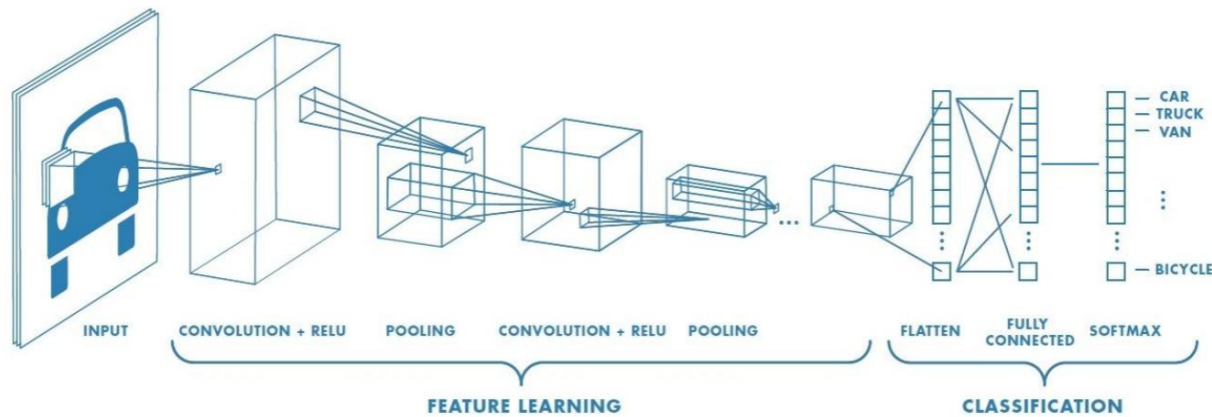 CAR
TRUCK
VAN
...
BICYCLE
INPUT
CONVOLUTION + RELU
POOLING
CONVOLUTION + RELU
POOLING
FLATTEN
FULLY
CONNECTED
SOFTMAX
FEATURE LEARNING
CLASSIFICATION